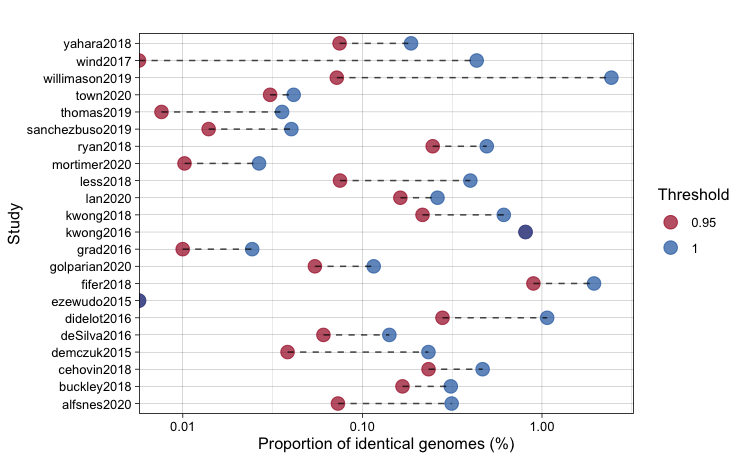 yahara2018
wind2017
willimason2019
town2020
thomas2019
sanchezbuso2019
ryan2018
mortimer2020
less2018
lan2020
kwong2018
kwong2016
grad2016
golparian2020
fifer2018
ezewudo2015
didelot2016
deSilva2016
demczuk2015
cehovin2018
buckley2018
alfsnes2020
Study
0.01 0.10 1.00
Proportion of identical genomes (%)
Threshold
0.95
1